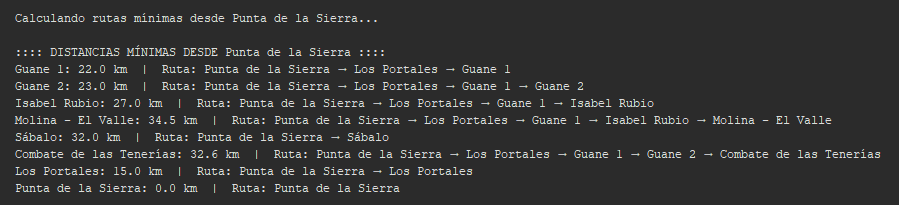 Calculando rutas mínimas desde Punta de la Sierra...
:::: DISTANCIAS MÍNIMAS DESDE Punta de la Sierra ::::
Guane 1: 22.0 km  |  Ruta: Punta de la Sierra → Los Portales → Guane 1
Guane 2: 23.0 km  |  Ruta: Punta de la Sierra → Los Portales → Guane 1 → Guane 2
Isabel Rubio: 27.0 km  |  Ruta: Punta de la Sierra → Los Portales → Guane 1 → Isabel Rubio
Molina - El Valle: 34.5 km  |  Ruta: Punta de la Sierra → Los Portales → Guane 1 → Isabel Rubio → Molina - El Valle
Sábalo: 32.0 km  |  Ruta: Punta de la Sierra → Sábalo
Combate de las Tenerías: 32.6 km  |  Ruta: Punta de la Sierra → Los Portales → Guane 1 → Guane 2 → Combate de las Tenerías
Los Portales: 15.0 km  |  Ruta: Punta de la Sierra → Los Portales
Punta de la Sierra: 0.0 km  |  Ruta: Punta de la Sierra